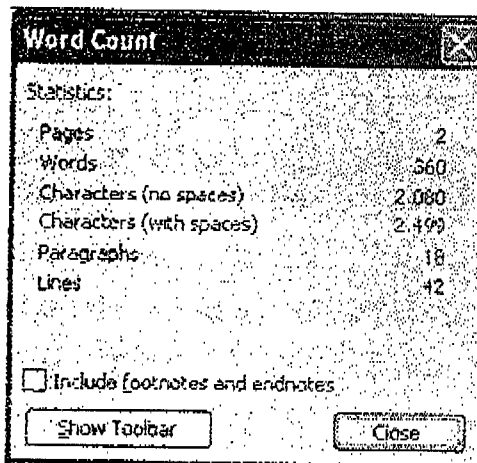 Word Count
Statistics:
Pages 2
Words
Characters (no spaces) 2,080
Characters (with spaces) 2,499
Paragraphs 18
Lines 42
Include footnotes and endnotes
Show Toolbar Close